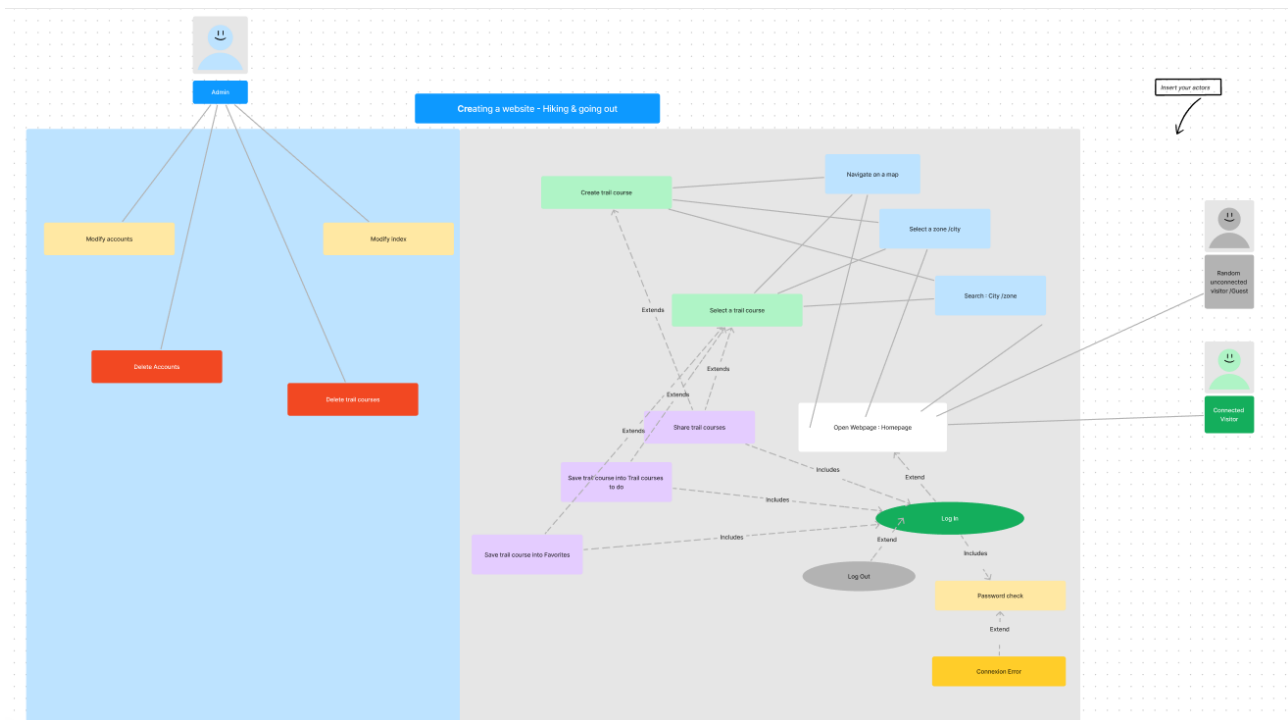 Admin
Creating a website - Hiking & going out
Insert your actors
Navigate on a map
Create trail course
Select a zone /city
Modify accounts
Modify index
Random
unconnected
visitor /Guest
Search : City /zone
Extends
Select a trail course
Delete Accounts
Extends
Delete trail courses
Extends
Connected
Visitor
Share trail courses
Extends
Open Webpage : Homepage
Includes
Extend
Save trail course into Trail courses
to do
Includes
Log In
Includes
Extend
Save trail course into Favorites
Includes
Log Out
Password check
Extend
Connexion Error